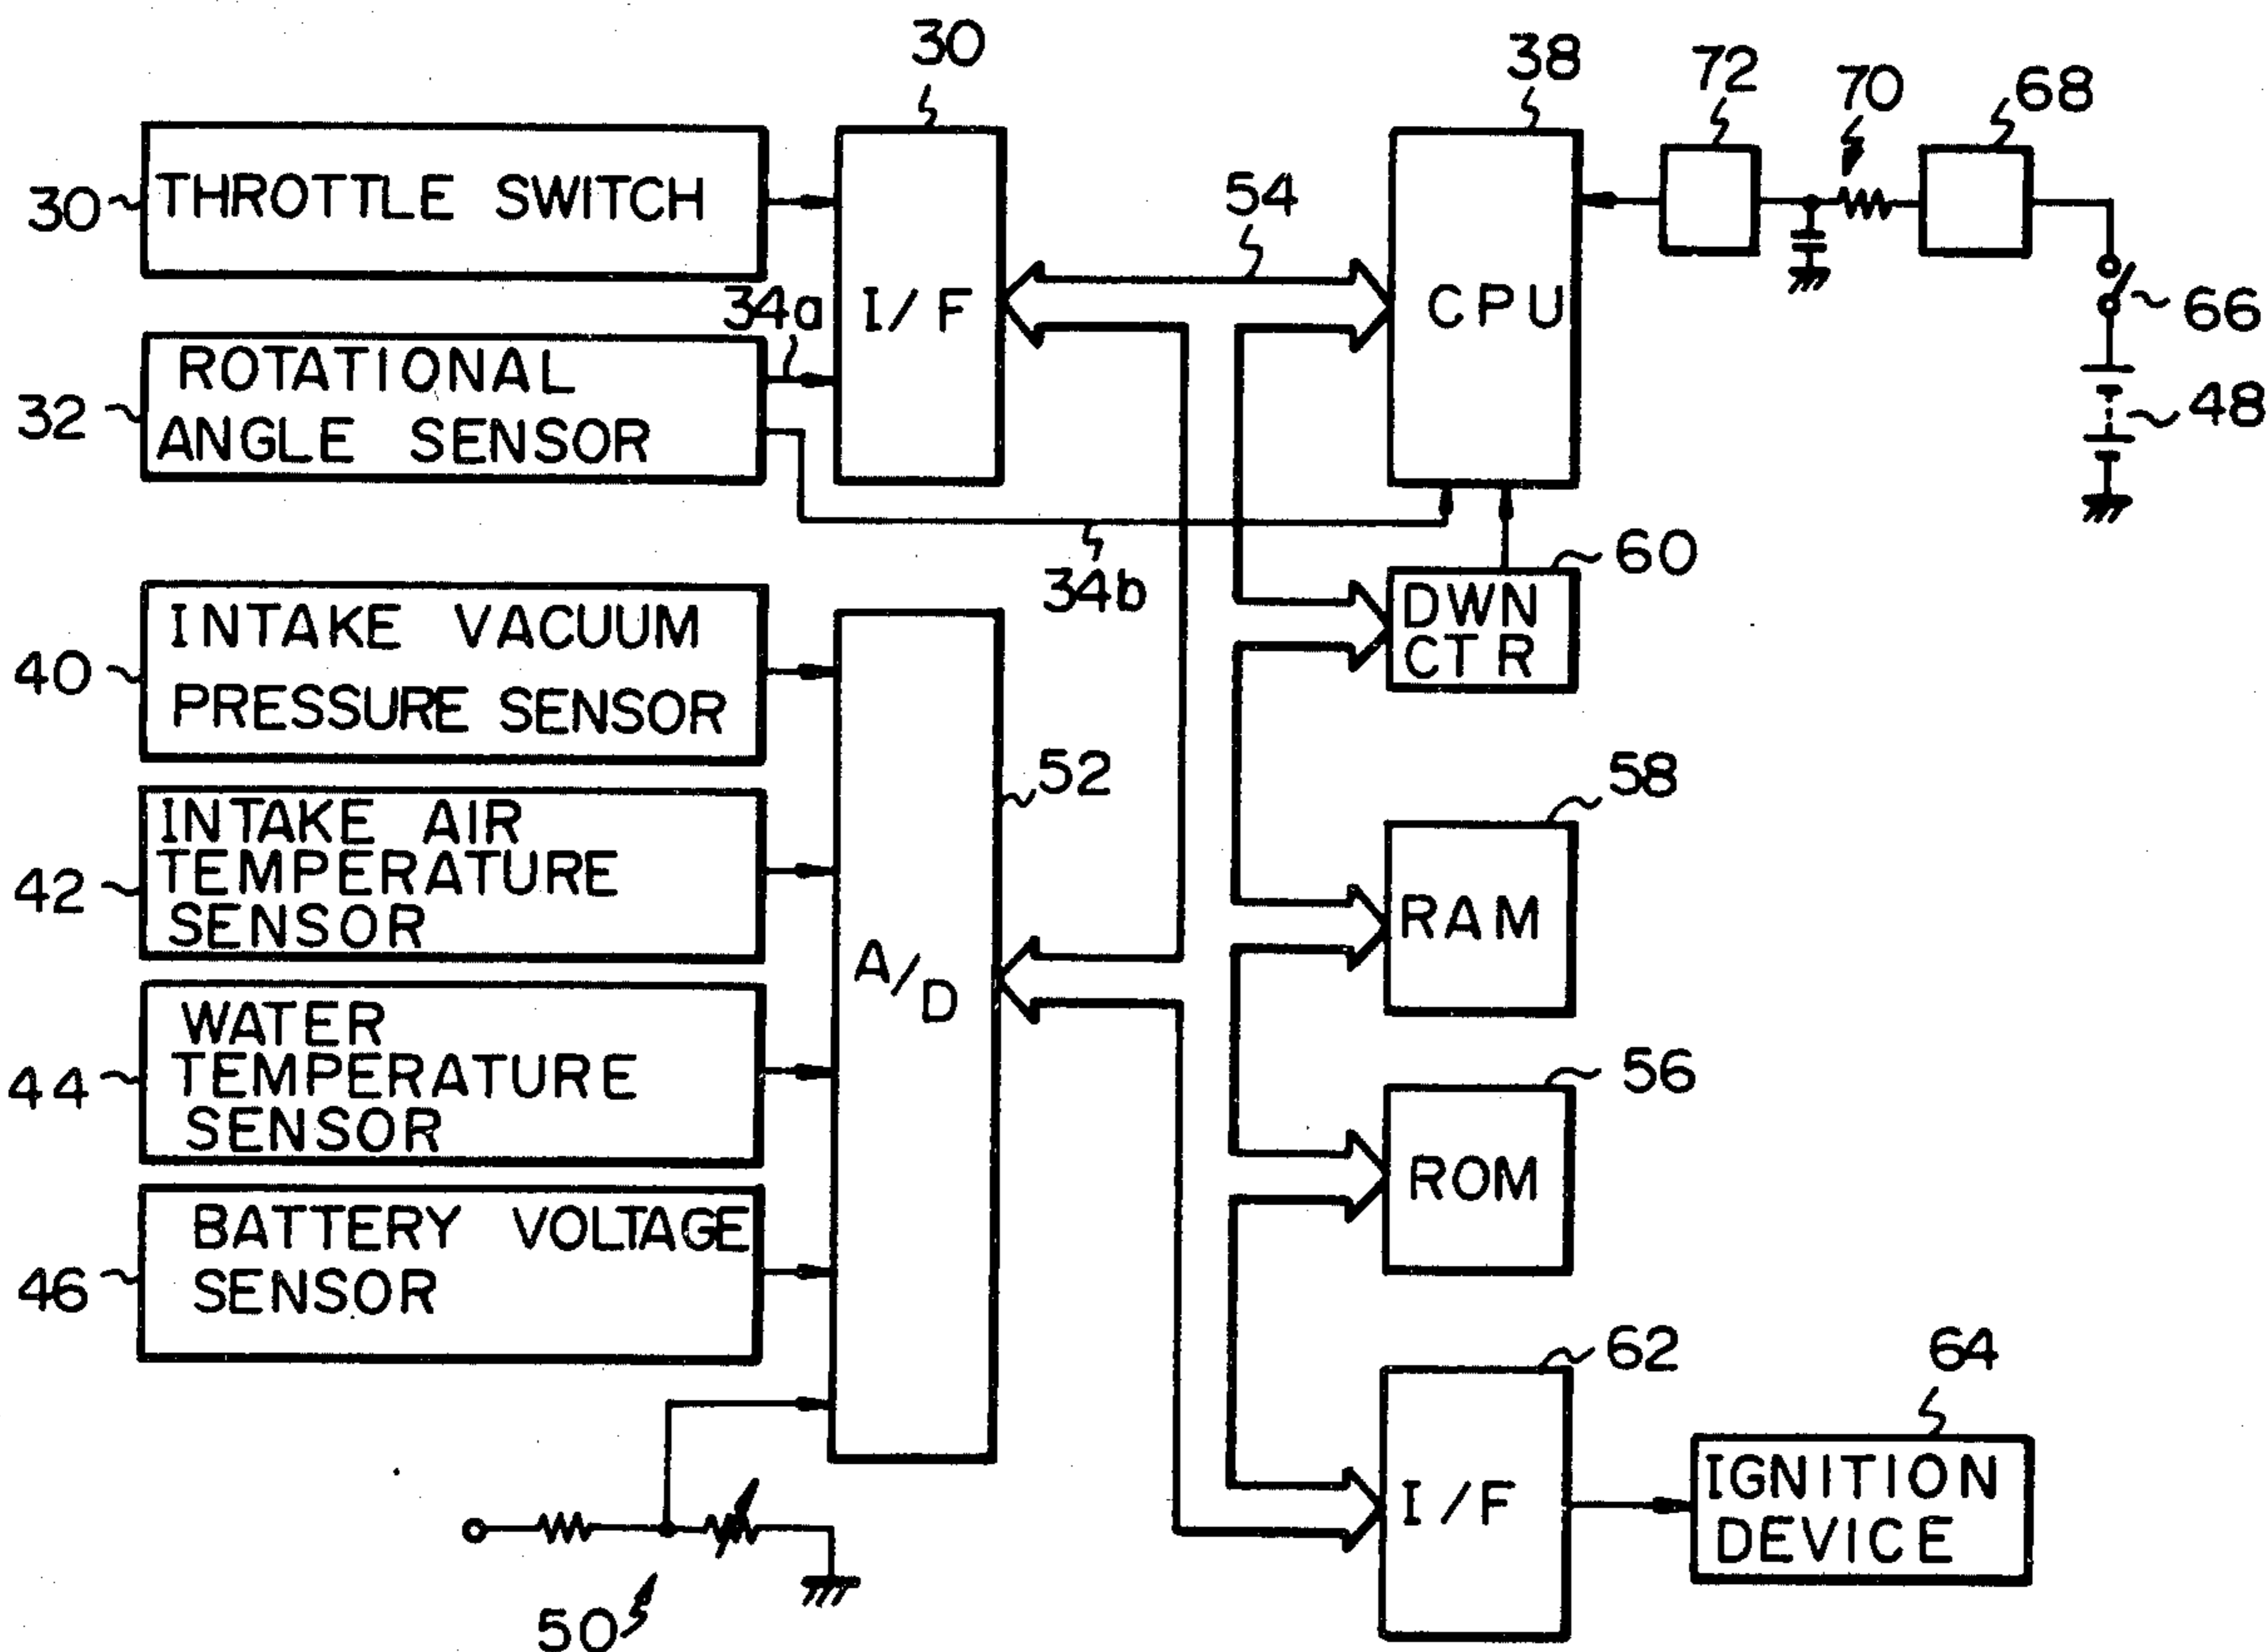 30
38
72
70
68
30
THROTTLE SWITCH
54
34a
I/F
CPU
66
32
ROTATIONAL
ANGLE SENSOR
48
34b
60
DWN
CTR
40
INTAKE VACUUM
PRESSURE SENSOR
52
58
42
INTAKE AIR
TEMPERATURE
SENSOR
RAM
A/D
44
WATER
TEMPERATURE
SENSOR
56
ROM
46
BATTERY VOLTAGE
SENSOR
62
64
I/F
IGNITION
DEVICE
50